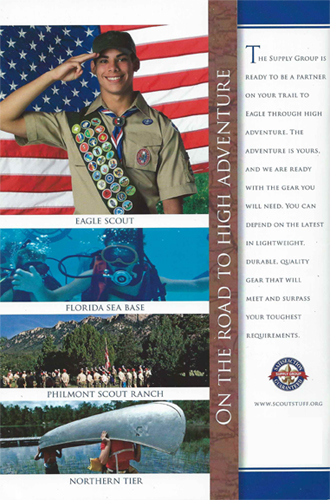 EAGLE SCOUT
FLORIDA SEA BASE
PHILMONT SCOUT RANCH
NORTHERN TIER
ON THE ROAD TO HIGH ADVENTURE
THE SUPPLY GROUP IS
READY TO BE A PARTNER
ON YOUR TRAIL TO
EAGLE THROUGH HIGH
ADVENTURE. THE
ADVENTURE IS YOURS,
AND WE ARE READY
WITH THE GEAR YOU
WILL NEED. YOU CAN
DEPEND ON THE LATEST
IN LIGHTWEIGHT,
DURABLE, QUALITY
GEAR THAT WILL
MEET AND SURPASS
YOUR TOUGHEST
REQUIREMENTS.
SATISFACTION
SUPPLY GROUP
GUARANTEED
WWW.SCOUTSTUFF.ORG